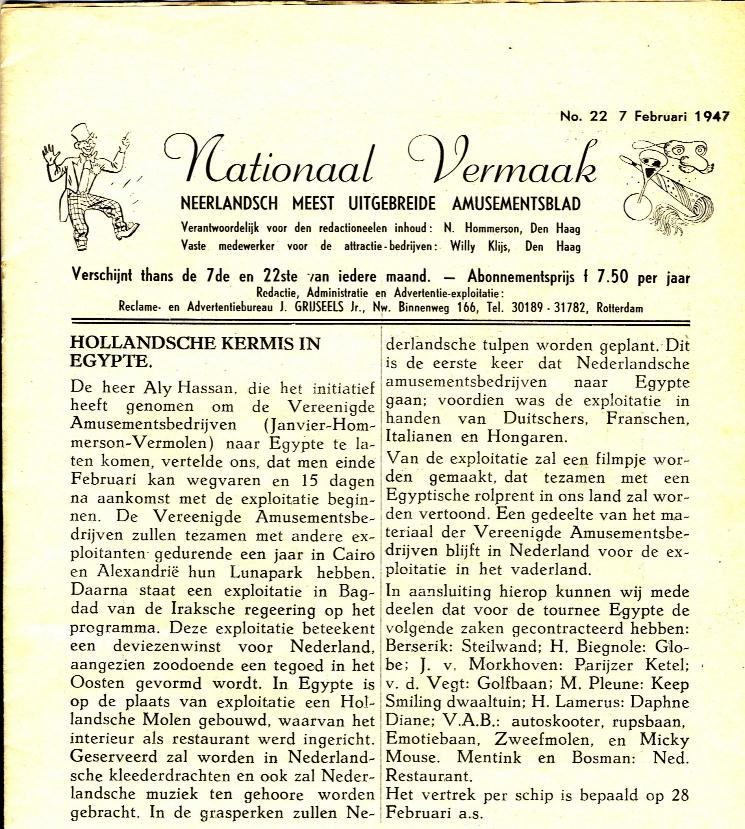 No. 22 7 Februari 1947
Nationaal Vermaak
NEERLANDSCH MEEST UITGEBREIDE AMUSEMENTSBLAD
Verantwoordelijk voor den redactioneelen inhoud: N. Hommerson, Den Haag
Vaste medewerker voor de attractie-bedrijven: Willy Klijs, Den Haag
Verschijnt thans de 7de en 22ste van iedere maand. — Abonnementsprijs f 7.50 per jaar
Redactie, Administratie en Advertentie-exploitatie:
Reclame- en Advertentiebureau J. GRIJSEELS Jr., Nw. Binnenweg 166, Tel. 30189 - 31782, Rotterdam
HOLLANDSCHE KERMIS IN
EGYPTE.
De heer Aly Hassan, die het initiatief
heeft genomen om de Vereenigde
Amusementsbedrijven (Janvier-Hom-
merson-Vermolen) naar Egypte te la-
ten komen, vertelde ons, dat men einde
Februari kan wegvaren en 15 dagen
na aankomst met de exploitatie begin-
nen. De Vereenigde Amusementsbe-
drijven zullen tezamen met andere ex-
ploitanten gedurende een jaar in Cairo
en Alexandrië hun Lunapark hebben.
Daarna staat een exploitatie in Bag-
dad van de Iraksche regeering op het
programma. Deze exploitatie beteekent
een deviezenwinst voor Nederland,
aangezien zoodoende een tegoed in het
Oosten gevormd wordt. In Egypte is
op de plaats van exploitatie een Hol-
landsche Molen gebouwd, waarvan het
interieur als restaurant werd ingericht.
Geserveerd zal worden in Nederland-
sche kleederdrachten en ook zal Neder-
landsche muziek ten gehoore worden
gebracht. In de grasperken zullen Ne-
derlandsche tulpen worden geplant. Dit
is de eerste keer dat Nederlandsche
amusementsbedrijven naar Egypte
gaan; voordien was de exploitatie in
handen van Duitschers, Franschen,
Italianen en Hongaren.
Van de exploitatie zal een filmpje wor-
den gemaakt, dat tezamen met een
Egyptische rolprent in ons land zal wor-
den vertoond. Een gedeelte van het ma-
teriaal der Vereenigde Amusementsbe-
drijven blijft in Nederland voor de ex-
ploitatie in het vaderland.
In aansluiting hierop kunnen wij mede
deelen dat voor de tournee Egypte de
volgende zaken gecontracteerd hebben:
Berserik: Steilwand; H. Biegnole: Glo-
be; J. v. Morkhoven: Parijzer Ketel;
v. d. Vegt: Golfbaan; M. Pleune: Keep
Smiling dwaaltuin; H. Lamerus: Daphne
Diane; V.A.B.: autoskooter, rupsbaan,
Emotiebaan, Zweefmolen, en Micky
Mouse. Mentink en Bosman: Ned.
Restaurant.
Het vertrek per schip is bepaald op 28
Februari a.s.